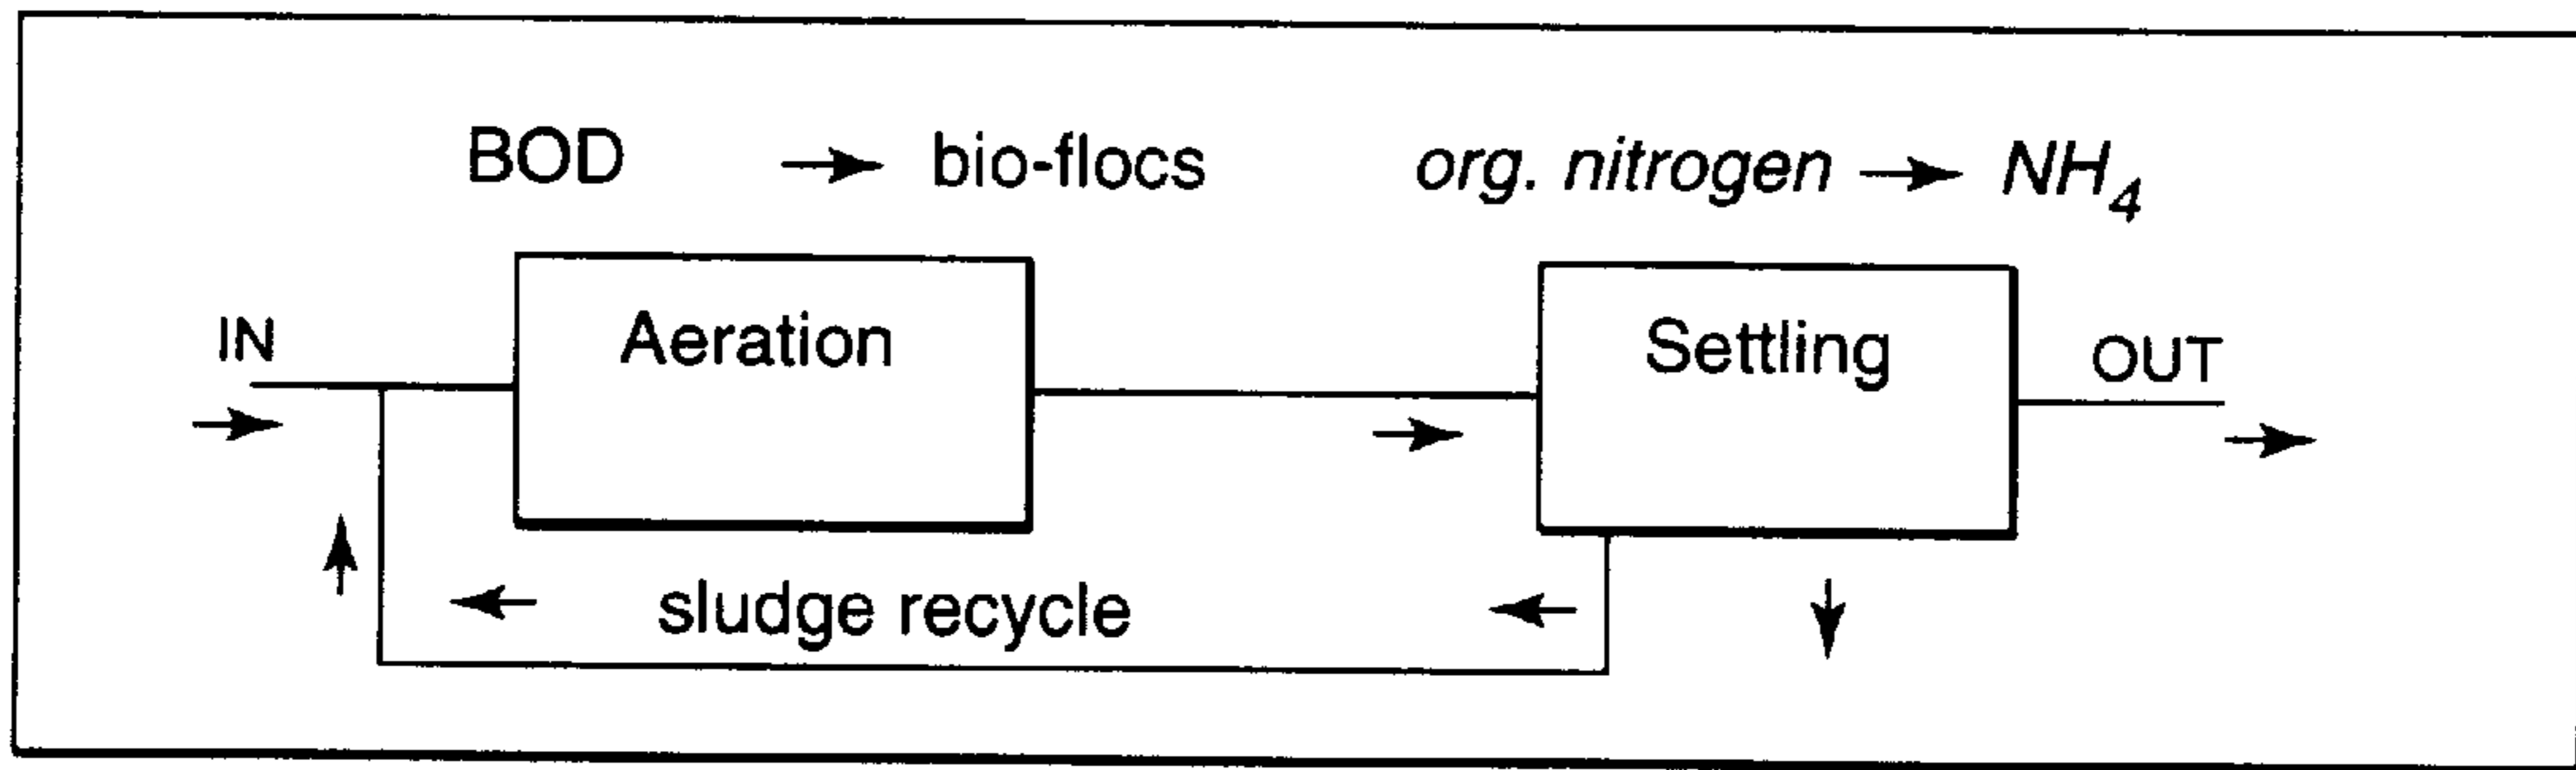 BOD → bio-flocs org. nitrogen → NH4
IN Aeration Settling OUT
sludge recycle